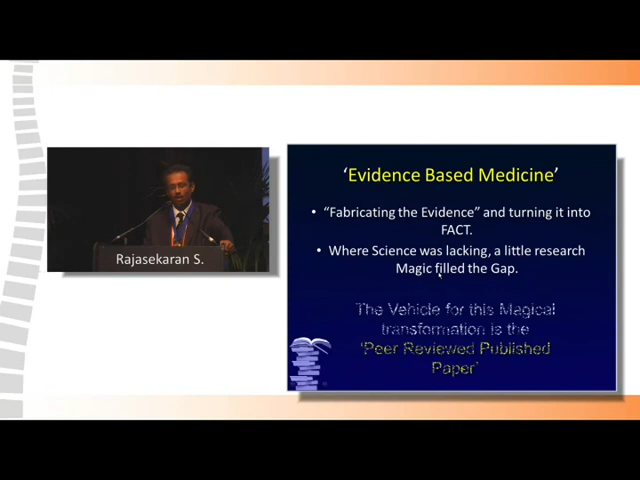 Rajasekaran S.
'Evidence Based Medicine'
• "Fabricating the Evidence" and turning it into
FACT.
• Where Science was lacking, a little research
Magic filled the Gap.
The Vehicle for this Magical
transformation is the
'Peer Reviewed Published
Paper'